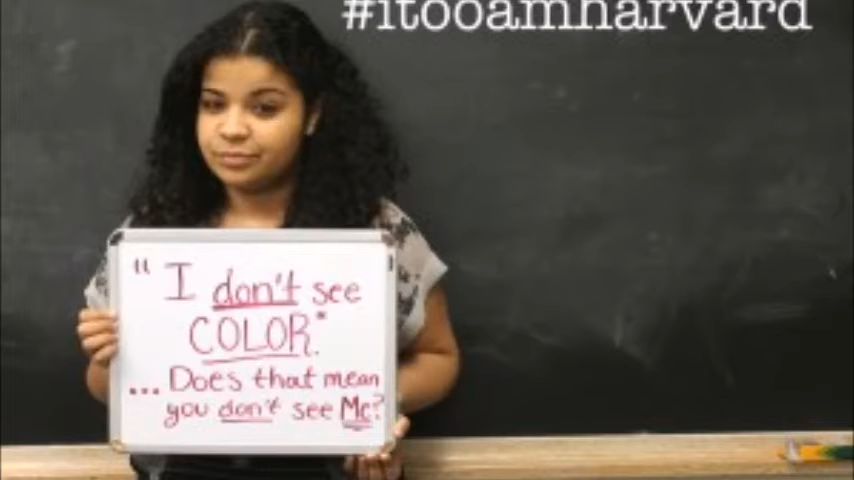 #itooamharvard
"I don't see
COLOR".
... Does that mean
you don't see Me?